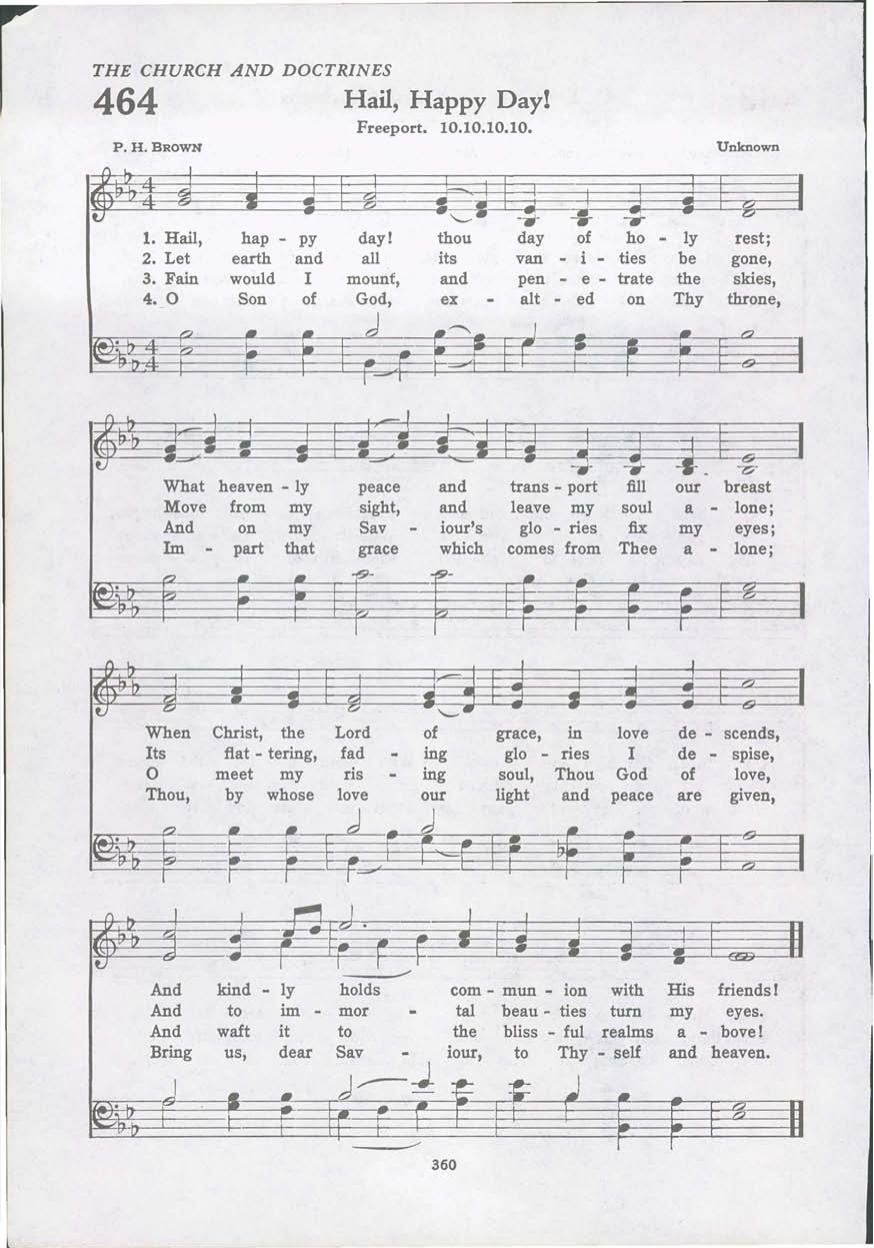 THE CHURCH AND DOCTRINES
464 Hail, Happy Day!
Freeport. 10.10.10.10.
P. H. BROWN Unknown
1. Hail, hap - py day! thou day of ho - ly rest;
2. Let earth and all its van - i - ties be gone,
3. Fain would I mount, and pen - e - trate the skies,
4. O Son of God, ex - alt - ed on Thy throne,
What heaven - ly peace and trans - port fill our breast
Move from my sight, and leave my soul a - lone;
And on my Sav - iour's glo - ries fix my eyes;
Im - part that grace which comes from Thee a - lone;
When Christ, the Lord of grace, in love de - scends,
Its flat - tering, fad - ing glo - ries I de - spise,
O meet my ris - ing soul, Thou God of love,
Thou, by whose love our light and peace are given,
And kind - ly holds com - mun - ion with His friends!
And to im - mor - tal beau - ties turn my eyes.
And waft it to the bliss - ful realms a - bove!
Bring us, dear Sav - iour, to Thy - self and heaven.
360